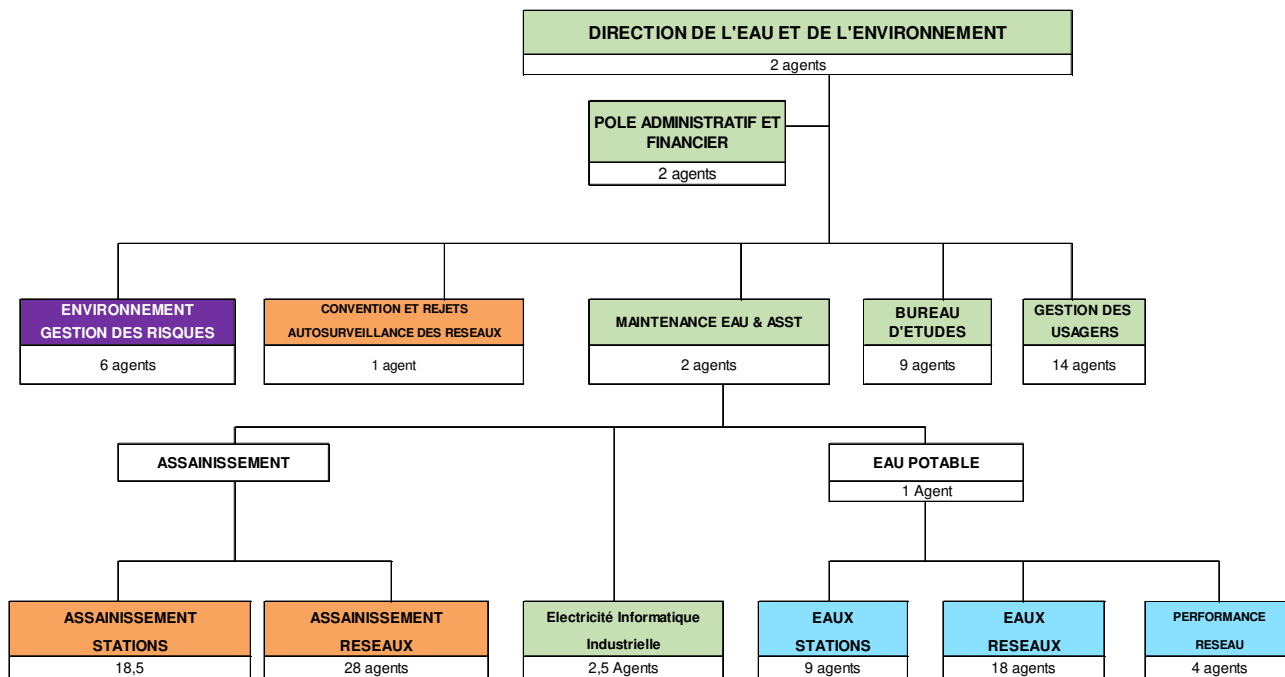 DIRECTION DE L'EAU ET DE L'ENVIRONNEMENT
2 agents
POLE ADMINISTRATIF ET
FINANCIER
2 agents
ENVIRONNEMENT
GESTION DES RISQUES
6 agents
CONVENTION ET REJETS
AUTOSURVEILLANCE DES RESEAUX
1 agent
MAINTENANCE EAU & ASST
2 agents
BUREAU
D'ETUDES
9 agents
GESTION DES
USAGERS
14 agents
ASSAINISSEMENT
EAU POTABLE
1 Agent
ASSAINISSEMENT
STATIONS
18,5
ASSAINISSEMENT
RESEAUX
28 agents
Electricité Informatique
Industrielle
2,5 Agents
EAUX
STATIONS
9 agents
EAUX
RESEAUX
18 agents
PERFORMANCE
RESEAU
4 agents